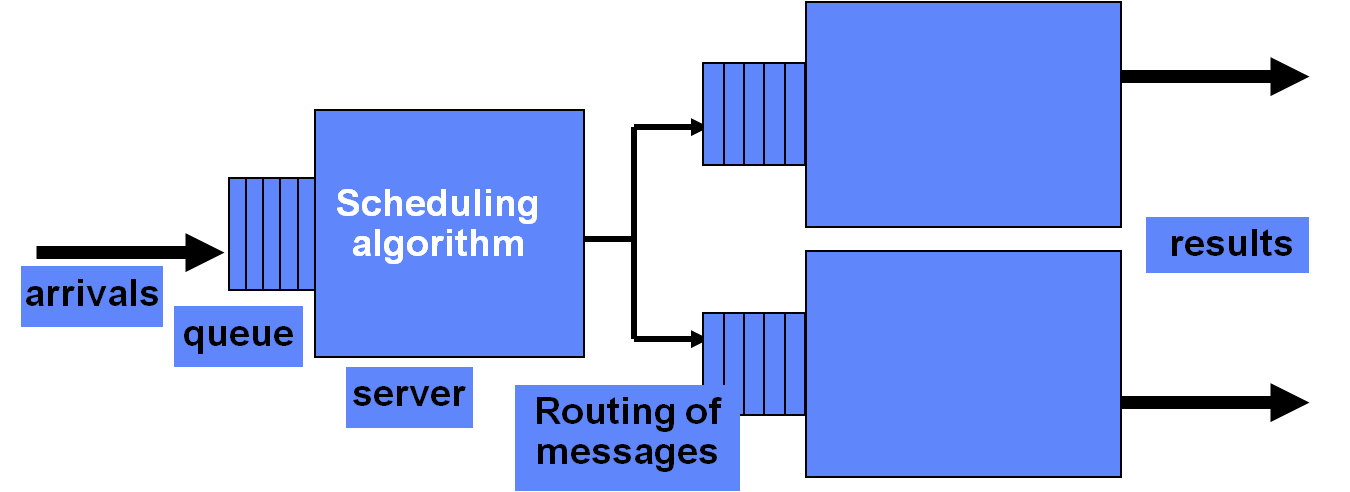 Scheduling
algorithm
arrivals
queue
server
Routing of
messages
results